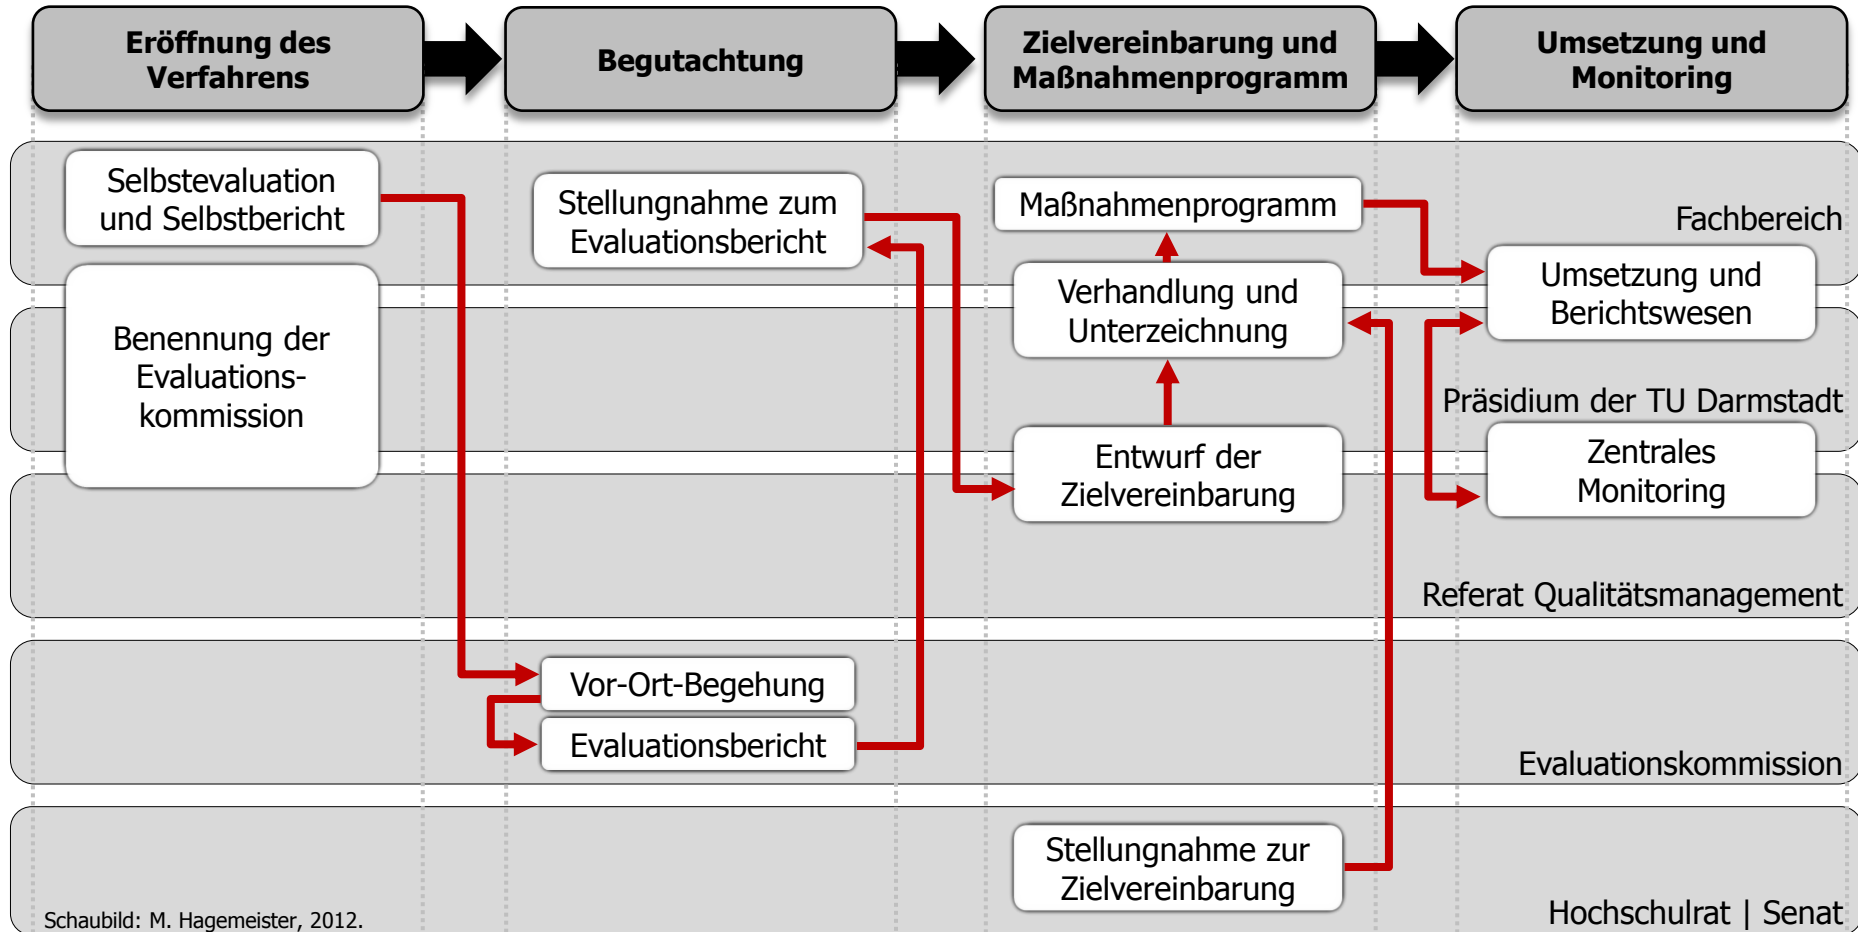 Eröffnung des
Verfahrens
Begutachtung
Zielvereinbarung und
Maßnahmenprogramm
Umsetzung und
Monitoring
Selbstevaluation
und Selbstbericht
Stellungnahme zum
Evaluationsbericht
Maßnahmenprogramm
Fachbereich
Benennung der
Evaluations-
kommission
Verhandlung und
Unterzeichnung
Umsetzung und
Berichtswesen
Präsidium der TU Darmstadt
Entwurf der
Zielvereinbarung
Zentrales
Monitoring
Referat Qualitätsmanagement
Vor-Ort-Begehung
Evaluationsbericht
Evaluationskommission
Stellungnahme zur
Zielvereinbarung
Hochschulrat | Senat
Schaubild: M. Hagemeister, 2012.